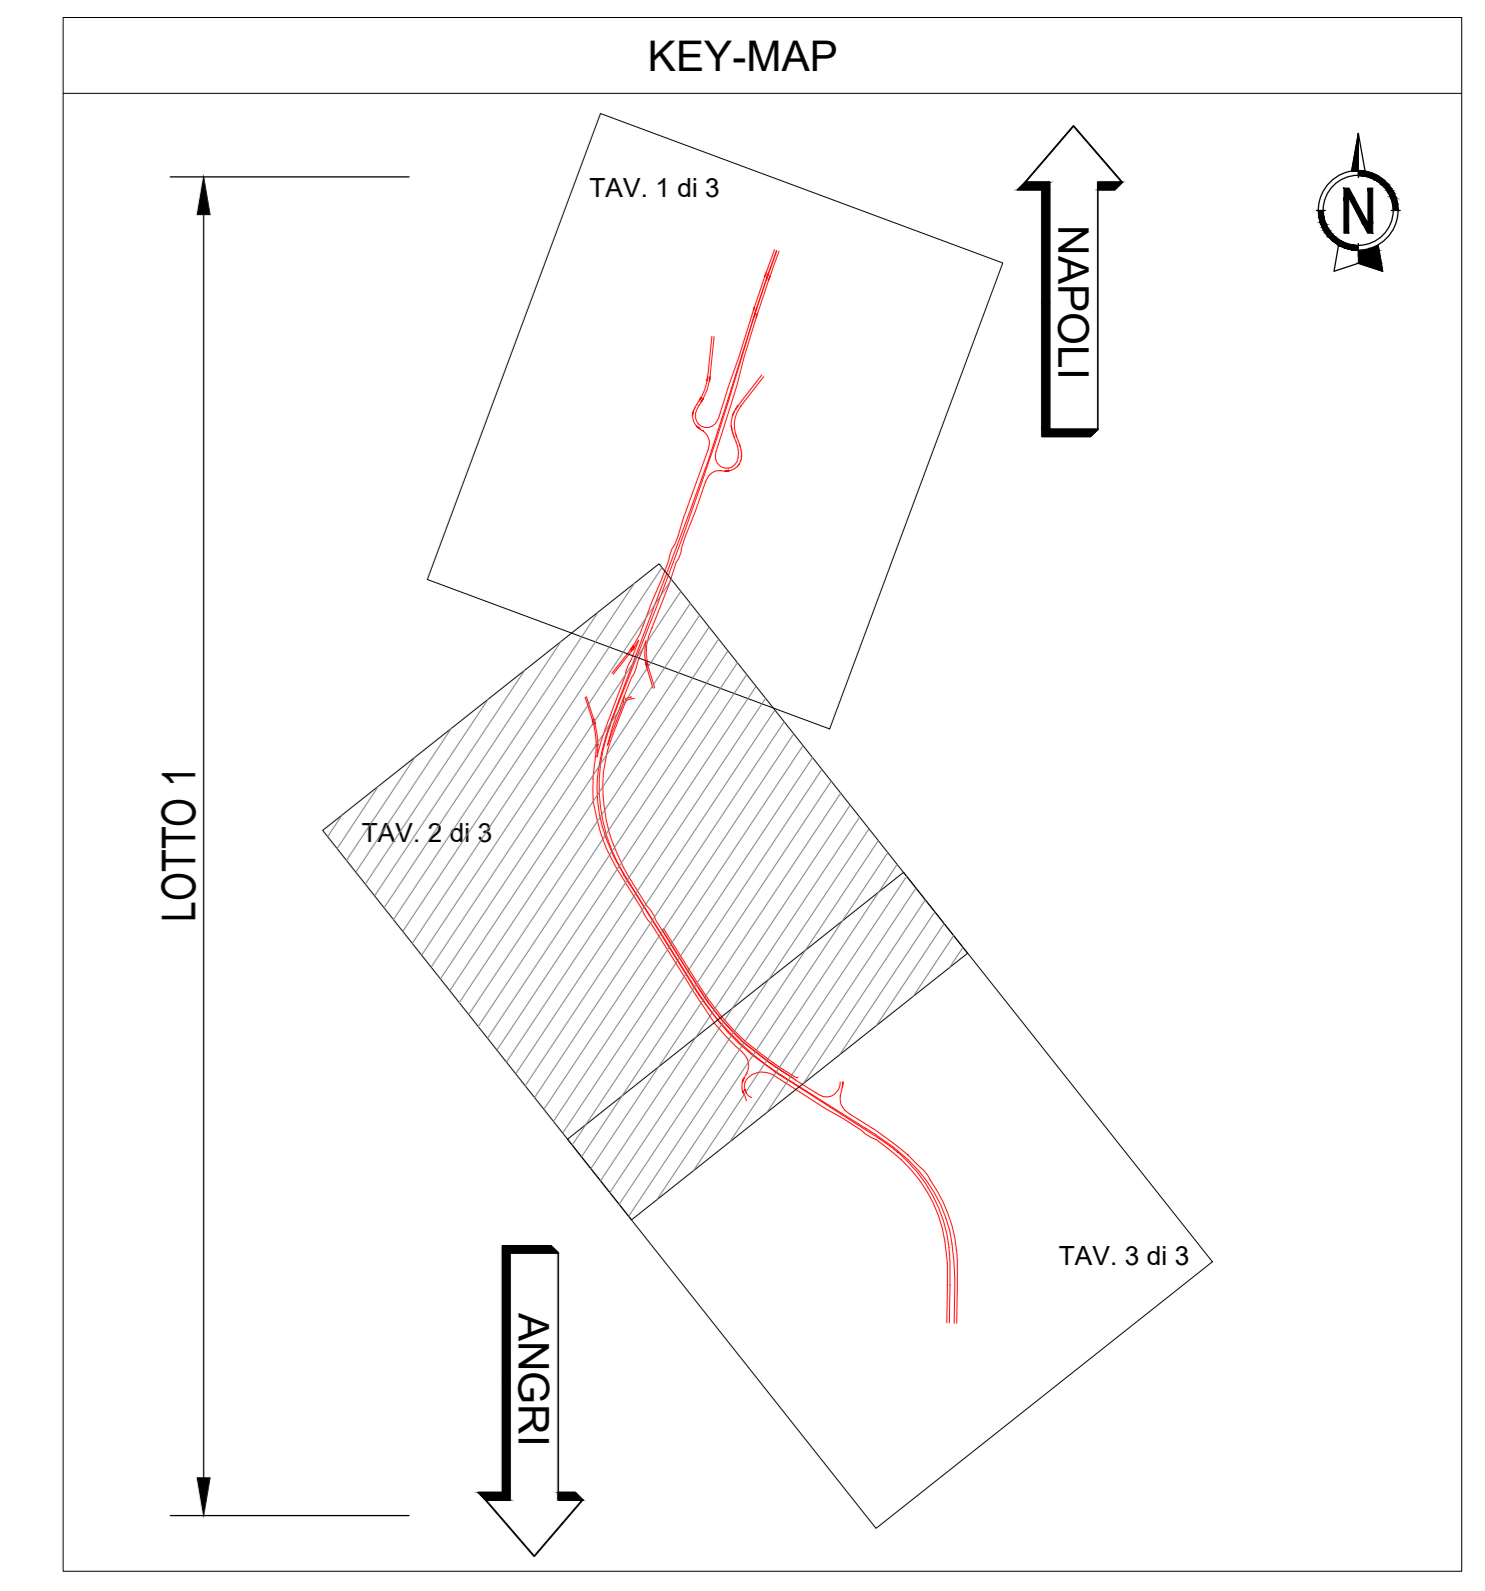 KEY-MAP
TAV. 1 di 3
NAPOLI
N
LOTTO 1
TAV. 2 di 3
TAV. 3 di 3
ANGRI